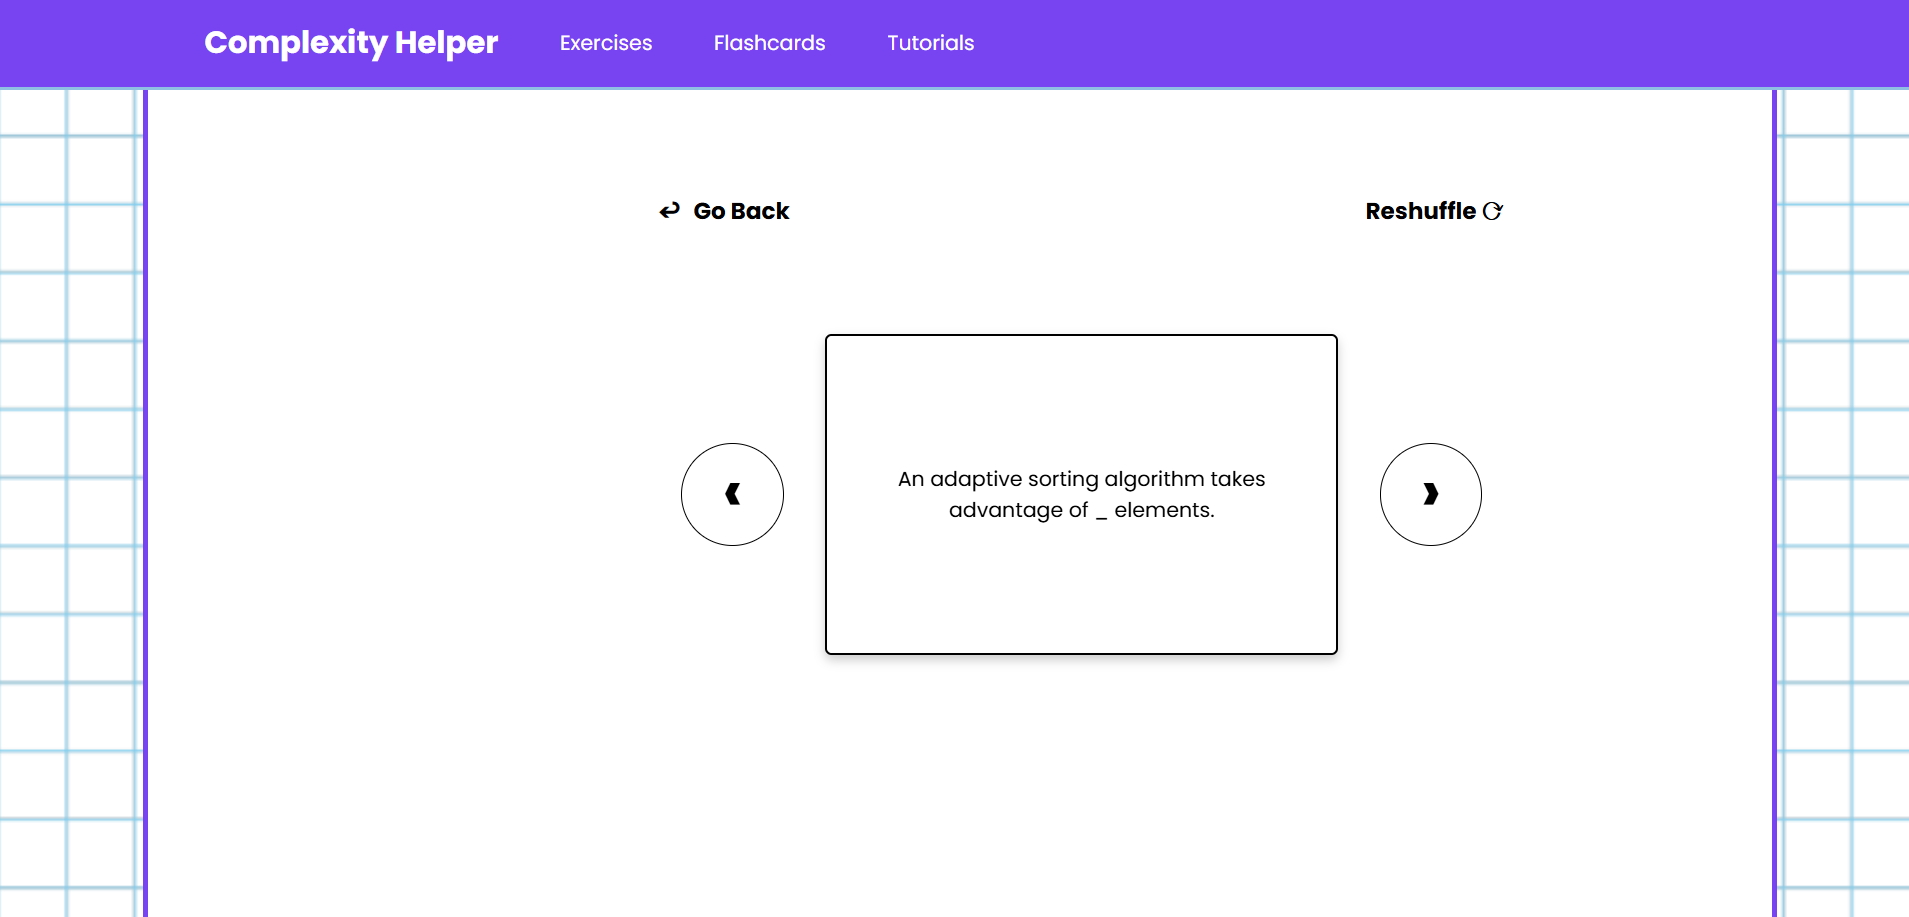 Complexity Helper Exercises Flashcards Tutorials
Go Back Reshuffle
An adaptive sorting algorithm takes
advantage of _ elements.